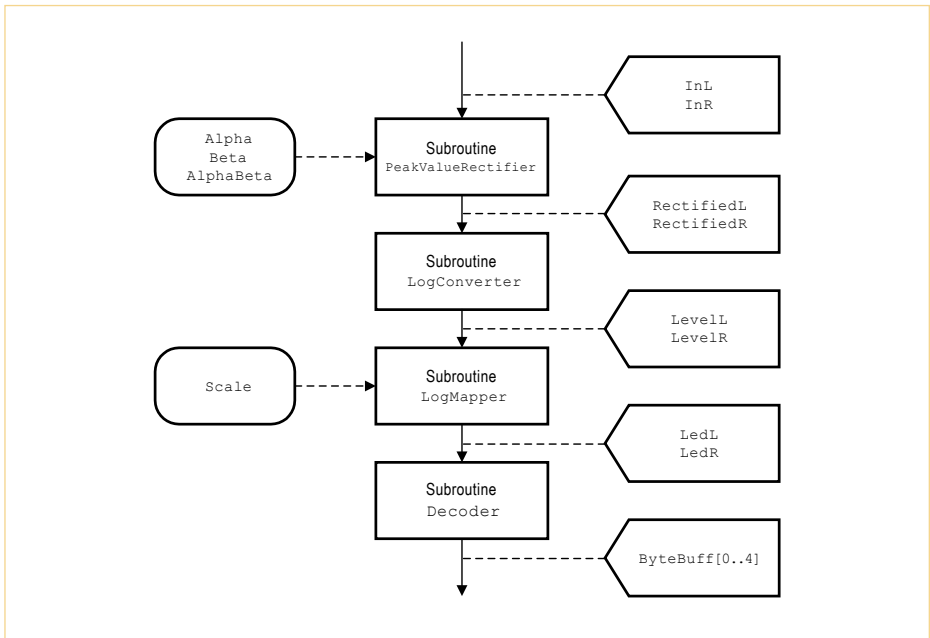 InL
InR
Alpha
Beta
AlphaBeta
Subroutine
PeakValueRectifier
RectifiedL
RectifiedR
Subroutine
LogConverter
LevelL
LevelR
Scale
Subroutine
LogMapper
LedL
LedR
Subroutine
Decoder
ByteBuff[0..4]